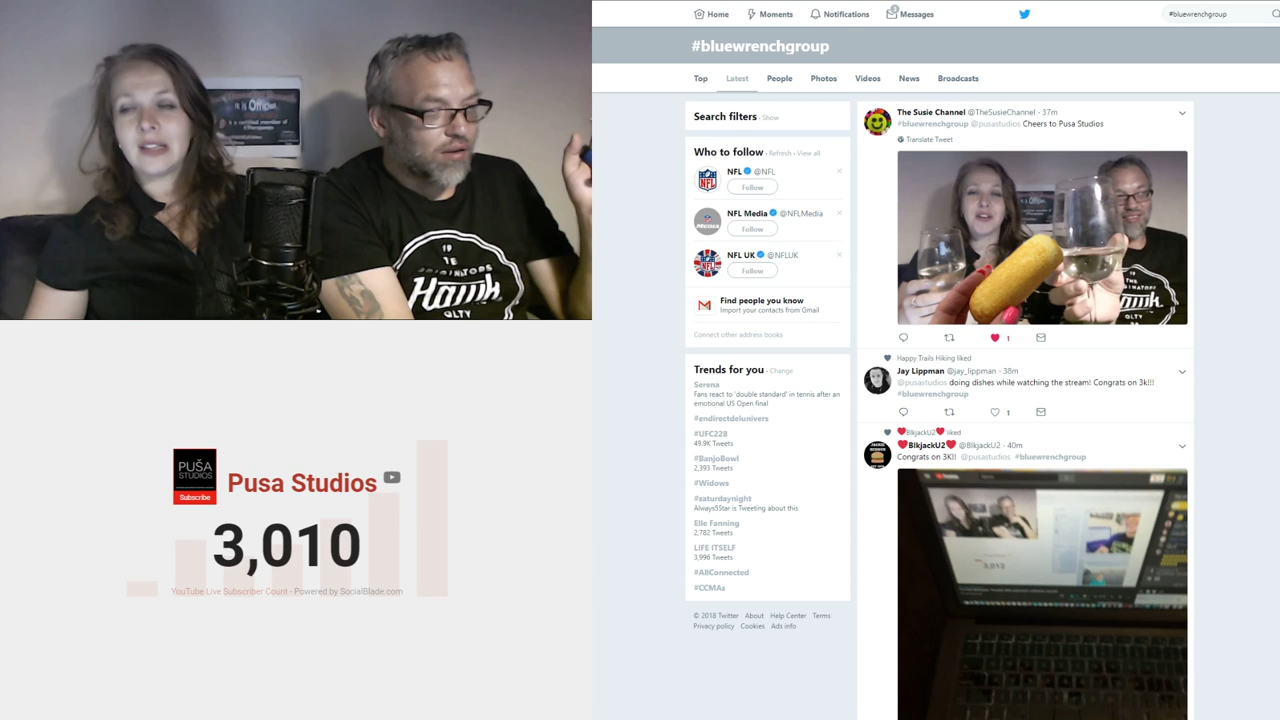 Home
Moments
Notifications
3
Messages
#bluewrenchgroup
#bluewrenchgroup
Top
Latest
People
Photos
Videos
News
Broadcasts
Search filters · Show
Who to follow · Refresh · View all
NFL @NFL
Follow
NFL Media @NFLMedia
Follow
NFL UK @NFLUK
Follow
Find people you know
Import your contacts from Gmail
Connect other address books
Trends for you · Change
Serena
Fans react to 'double standard' in tennis after an
emotional US Open final
#endirectdelunivers
#UFC228
49.9K Tweets
#BanjoBowl
2,393 Tweets
#Widows
#saturdaynight
Always5Star is Tweeting about this
Elle Fanning
2,782 Tweets
LIFE ITSELF
3,996 Tweets
#AllConnected
#CCMAs
© 2018 Twitter About Help Center Terms
Privacy policy Cookies Ads info
The Susie Channel @TheSusieChannel · 37m
#bluewrenchgroup @pusastudios Cheers to Pusa Studios
Translate Tweet
1
Happy Trails Hiking liked
Jay Lippman @jay_lippman · 38m
@pusastudios doing dishes while watching the stream! Congrats on 3k!!!
#bluewrenchgroup
1
BlkjackU2 liked
BlkjackU2 @BlkjackU2 · 40m
Congrats on 3K!! @pusastudios #bluewrenchgroup
19
Hawk
QLTY
PUŠA
STUDIOS
Subscribe
Pusa Studios
3,010
YouTube Live Subscriber Count - Powered by SocialBlade.com